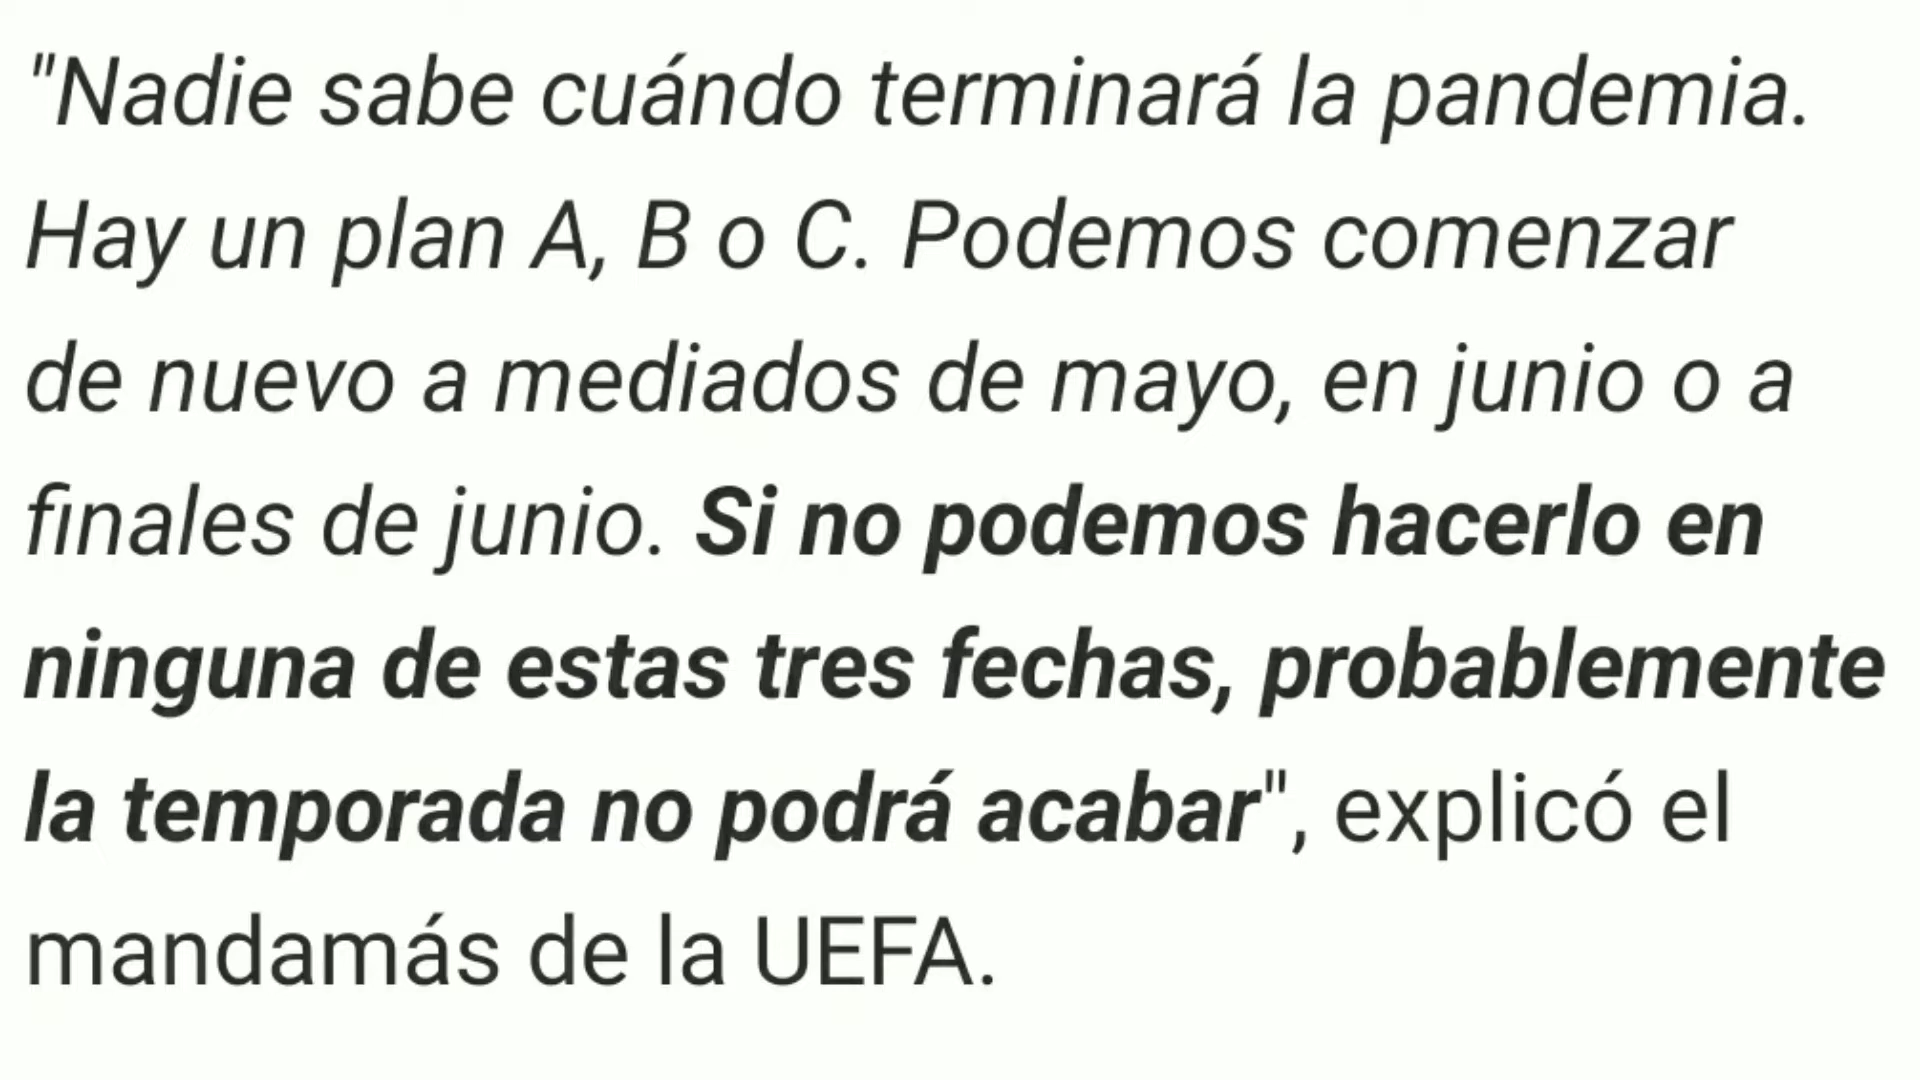 "Nadie sabe cuándo terminará la pandemia.
Hay un plan A, B o C. Podemos comenzar
de nuevo a mediados de mayo, en junio o a
finales de junio. Si no podemos hacerlo en
ninguna de estas tres fechas, probablemente
la temporada no podrá acabar", explicó el
mandamás de la UEFA.